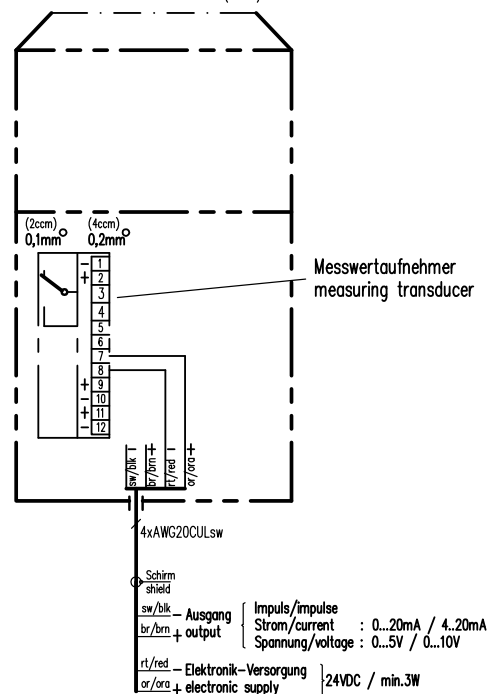 (2ccm) (4ccm)
0,1mm° 0,2mm°
- 1
+ 2
3
4
5
6
7
8
+ 9
- 10
+ 11
- 12
Messwertaufnehmer
measuring transducer
sw/blk -
br/brn +
rt/red -
or/ora +
4xAWG20CULsw
Schirm
shield
sw/blk - Ausgang
br/brn + output
Impuls/impulse
Strom/current : 0...20mA / 4..20mA
Spannung/voltage : 0...5V / 0...10V
rt/red - Elektronik-Versorgung
or/ora + electronic supply
24VDC / min.3W